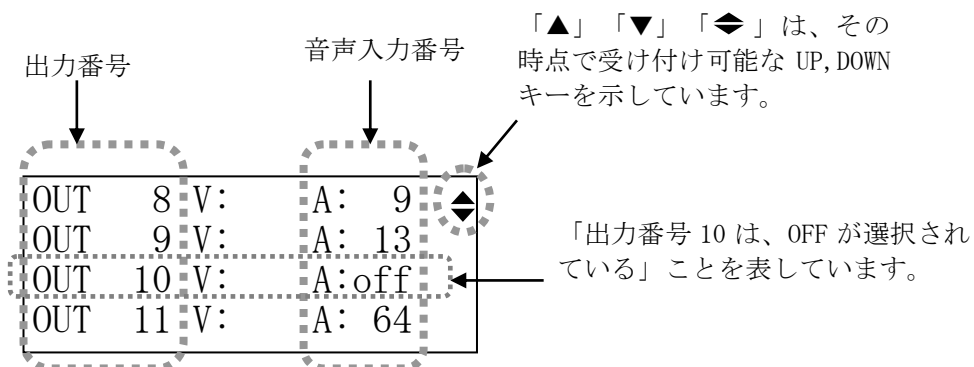 出力番号
音声入力番号
「▲」「▼」「◆」は、その
時点で受け付け可能な UP,DOWN
キーを示しています。
OUT 8 V: A: 9
OUT 9 V: A: 13
OUT 10 V: A:off
OUT 11 V: A: 64
「出力番号 10 は、OFF が選択され
ている」ことを表しています。